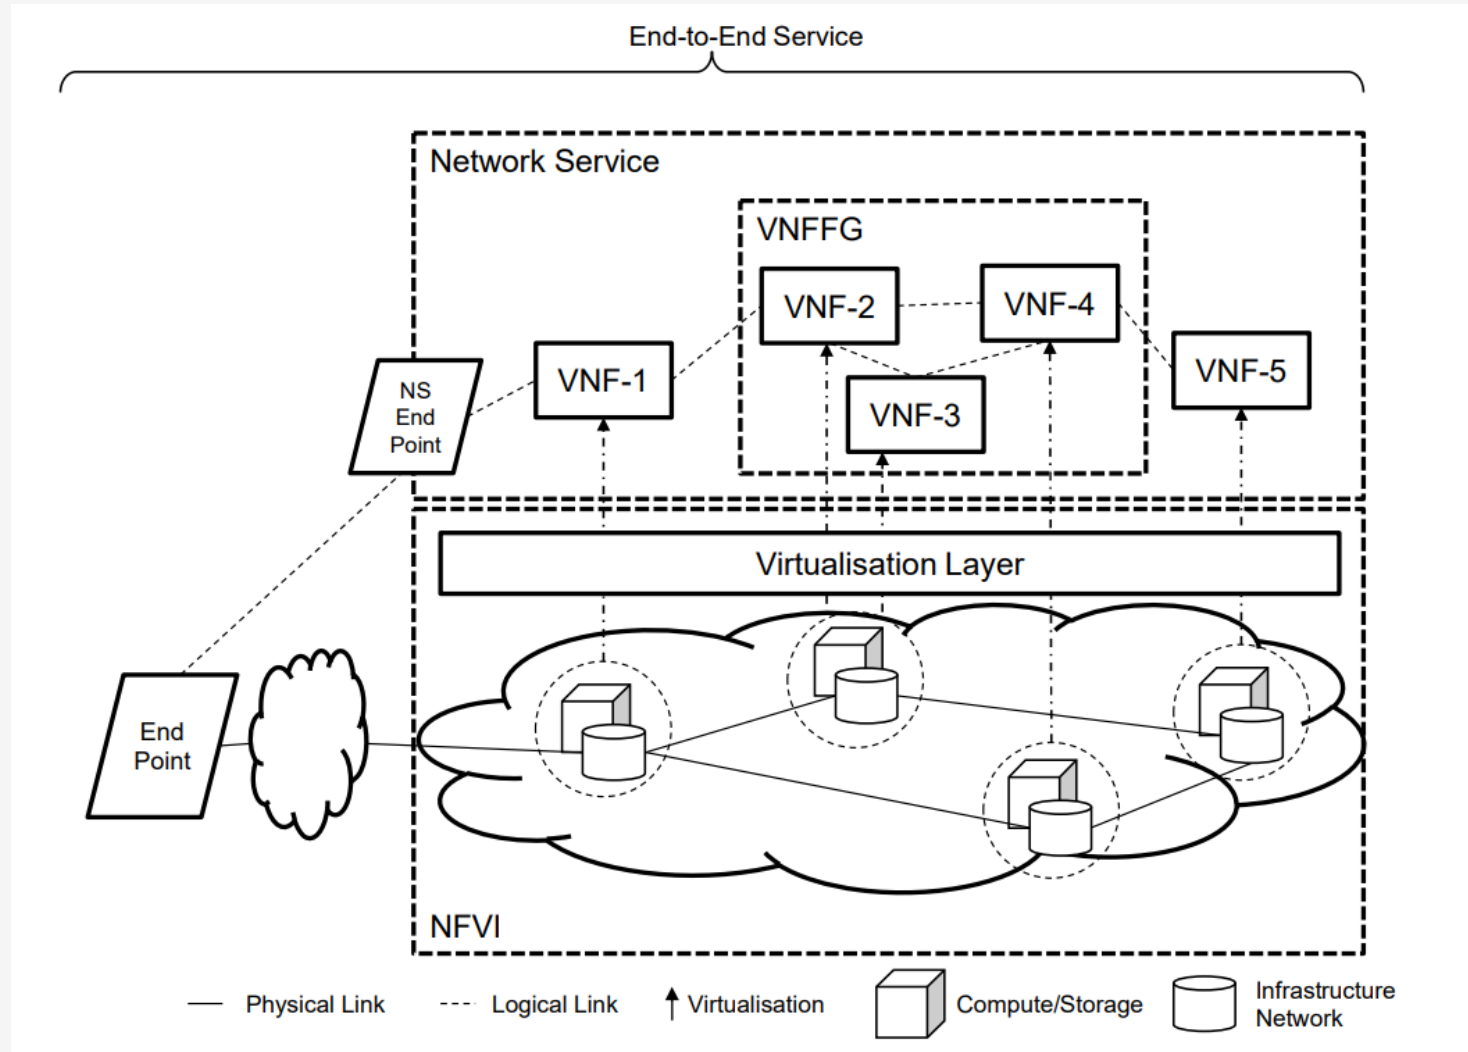 End-to-End Service
Network Service
VNFFG
VNF-2
VNF-4
VNF-1
VNF-5
VNF-3
NS
End
Point
Virtualisation Layer
End
Point
NFVI
Physical Link
Logical Link
Virtualisation
Compute/Storage
Infrastructure
Network